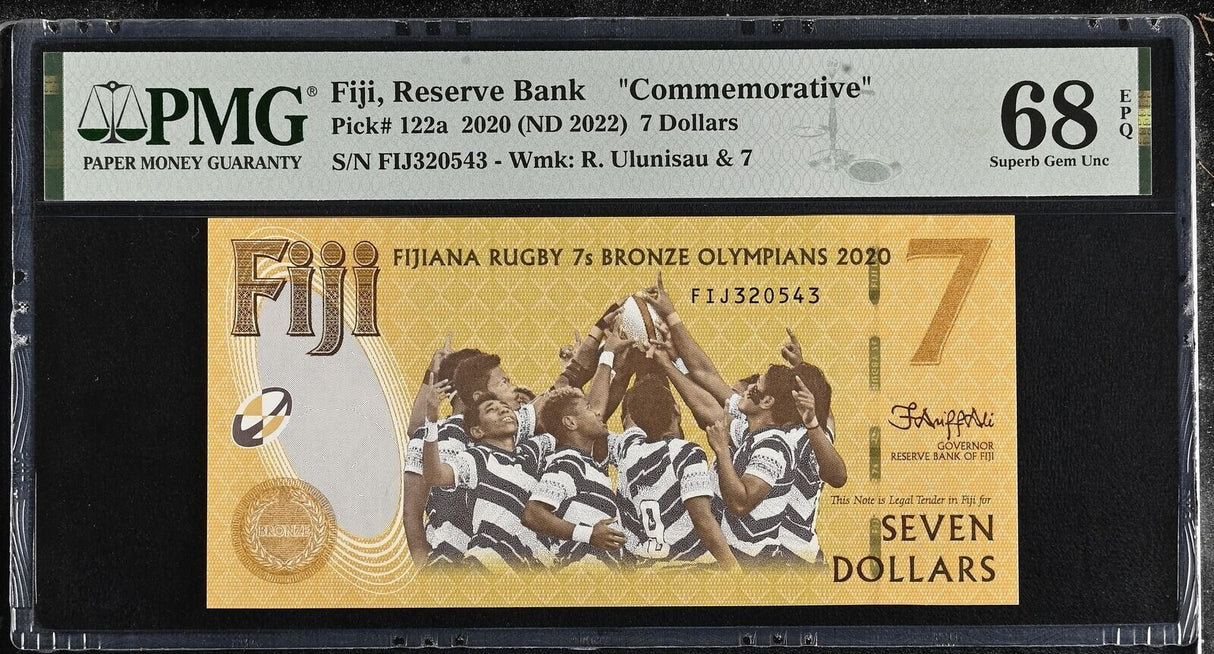 PMG®
PAPER MONEY GUARANTY
Fiji, Reserve Bank "Commemorative"
Pick# 122a 2020 (ND 2022) 7 Dollars
S/N FIJ320543 - Wmk: R. Ulunisau & 7
68
EPQ
Superb Gem Unc
Fiji
FIJIANA RUGBY 7s BRONZE OLYMPIANS 2020
7
FIJ320543
GOVERNOR
RESERVE BANK OF FIJI
This Note is Legal Tender in Fiji for
SEVEN
DOLLARS
BRONZE
9